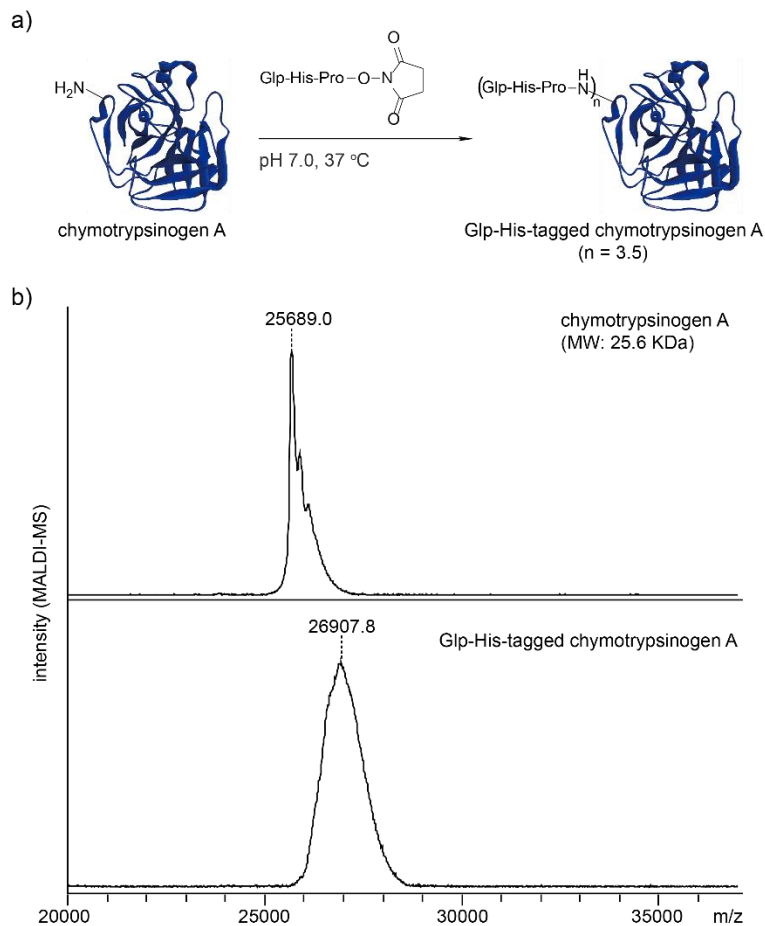 a)
O
H₂N
Glp-His-Pro-O-N
O
pH 7.0, 37 °C
H
(Glp-His-Pro-N)n
chymotrypsinogen A
Glp-His-tagged chymotrypsinogen A
(n = 3.5)
b)
25689.0
chymotrypsinogen A
(MW: 25.6 KDa)
intensity (MALDI-MS)
26907.8
Glp-His-tagged chymotrypsinogen A
20000 25000 30000 35000 m/z